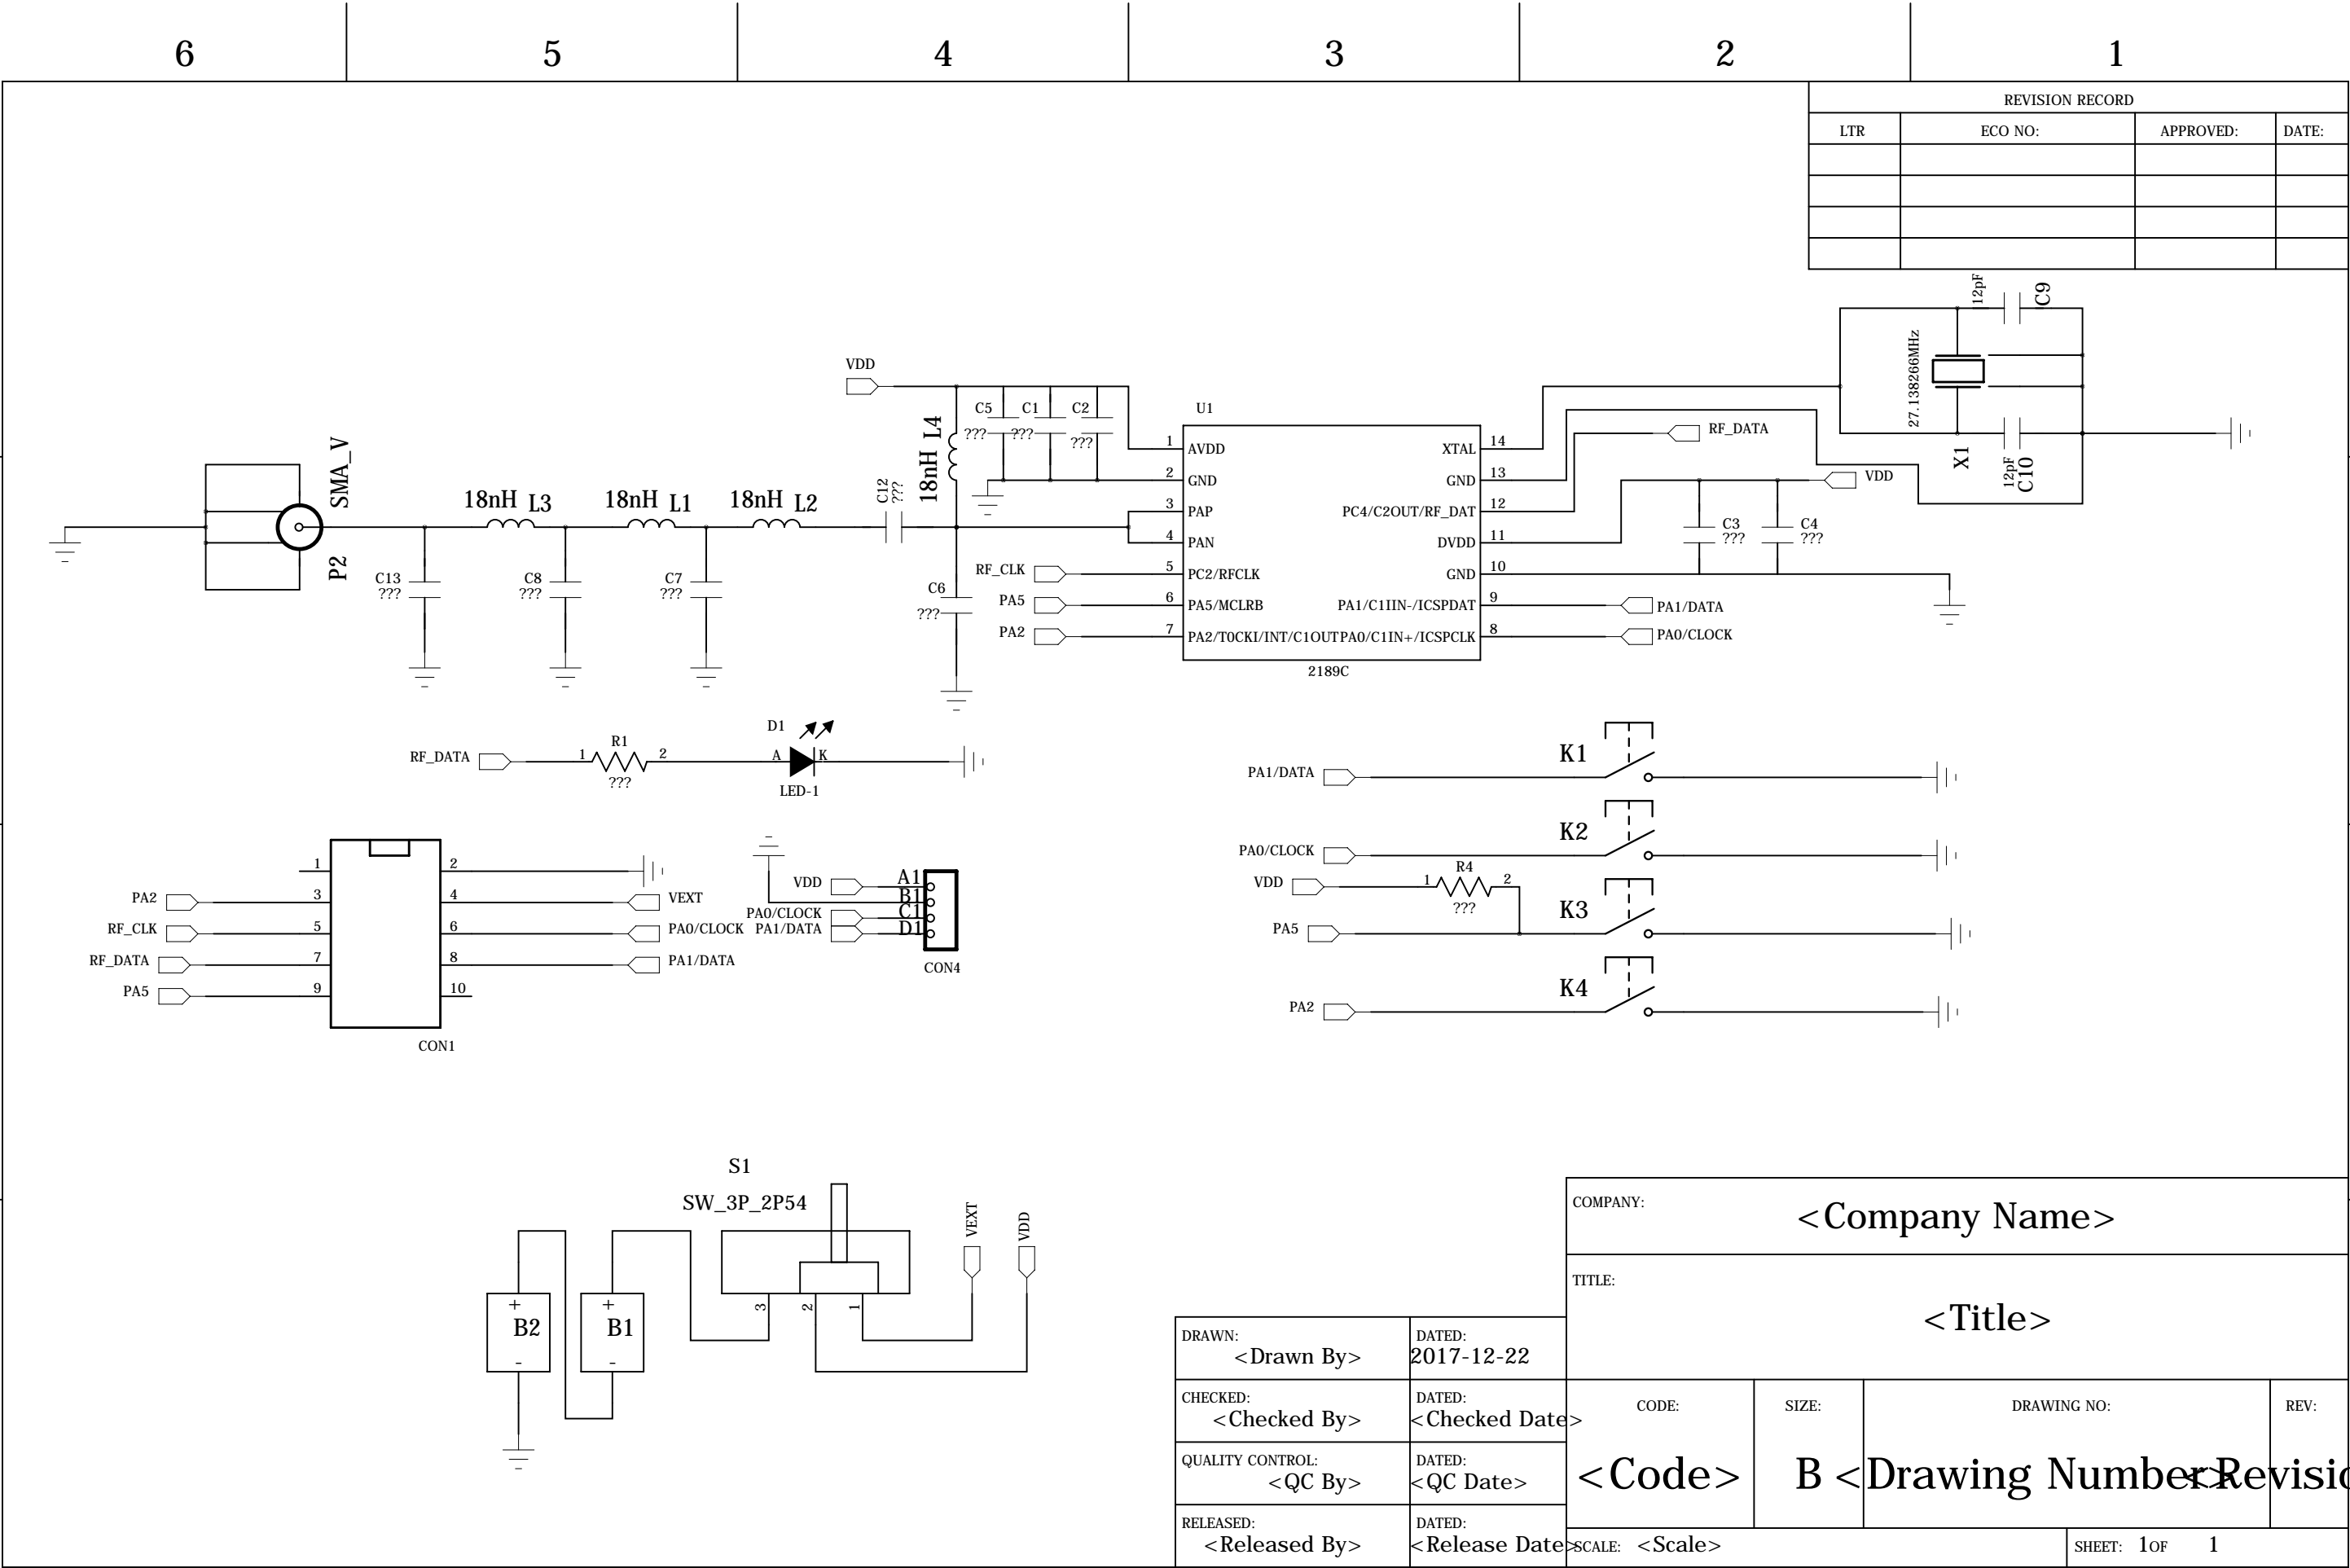 6 5 4 3 2 1
REVISION RECORD
LTR ECO NO: APPROVED: DATE:
12pF C9
27.138266MHz
X1
12pF
C10
VDD
C5 C1 C2
??? ??? ???
18nH L4
U1
1 AVDD
2 GND
3 PAP
4 PAN
5 PC2/RFCLK
6 PA5/MCLRB
7 PA2/T0CKI/INT/C1OUT
XTAL 14
GND 13
PC4/C2OUT/RF_DAT 12
DVDD 11
GND 10
PA1/C1IIN-/ICSPDAT 9
PA0/C1IN+/ICSPCLK 8
2189C
RF_DATA
VDD
C3
???
C4
???
PA1/DATA
PA0/CLOCK
RF_CLK
PA5
PA2
SMA_V
P2
18nH L3
18nH L1
18nH L2
C12
???
C13
???
C8
???
C7
???
C6
???
RF_DATA
1 R1 2
???
D1
A K
LED-1
PA1/DATA K1
PA0/CLOCK K2
VDD 1 R4 2
???
PA5 K3
PA2 K4
1 2
PA2 3 4 VEXT
RF_CLK 5 6 PA0/CLOCK
RF_DATA 7 8 PA1/DATA
PA5 9 10
CON1
VDD A1
B1
PA0/CLOCK C1
PA1/DATA D1
CON4
S1
SW_3P_2P54
3 2 1
VEXT
VDD
+
B2
-
+
B1
-
COMPANY:
<Company Name>
TITLE:
<Title>
DRAWN:
<Drawn By>
DATED:
2017-12-22
CHECKED:
<Checked By>
DATED:
<Checked Date>
QUALITY CONTROL:
<QC By>
DATED:
<QC Date>
RELEASED:
<Released By>
DATED:
<Release Date>
CODE:
<Code>
SIZE:
B
DRAWING NO:
<Drawing Number>
REV:
<Revisio
SCALE: <Scale>
SHEET: 1 OF 1